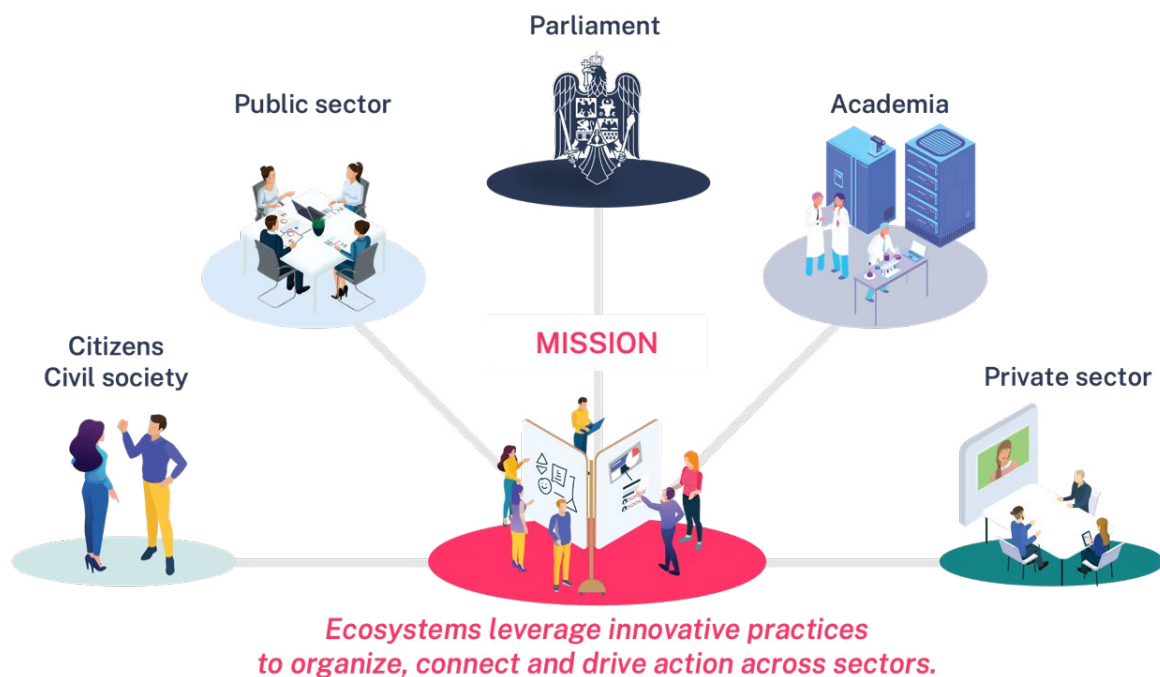 Parliament
Public sector
Academia
MISSION
Citizens
Civil society
Private sector
Ecosystems leverage innovative practices
to organize, connect and drive action across sectors.